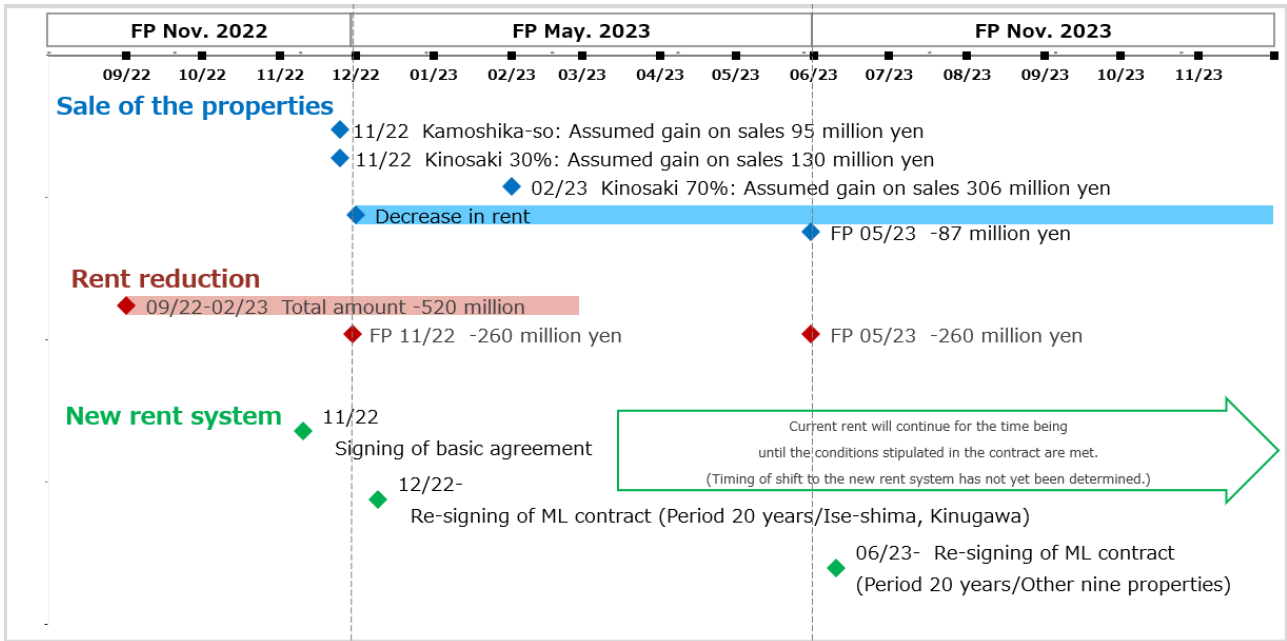 FP Nov. 2022 FP May. 2023 FP Nov. 2023
09/22 10/22 11/22 12/22 01/23 02/23 03/23 04/23 05/23 06/23 07/23 08/23 09/23 10/23 11/23
Sale of the properties
11/22 Kamoshika-so: Assumed gain on sales 95 million yen
11/22 Kinosaki 30%: Assumed gain on sales 130 million yen
02/23 Kinosaki 70%: Assumed gain on sales 306 million yen
Decrease in rent
FP 05/23 -87 million yen
Rent reduction
09/22-02/23 Total amount -520 million
FP 11/22 -260 million yen FP 05/23 -260 million yen
New rent system
11/22
Signing of basic agreement
Current rent will continue for the time being
until the conditions stipulated in the contract are met.
(Timing of shift to the new rent system has not yet been determined.)
12/22-
Re-signing of ML contract (Period 20 years/Ise-shima, Kinugawa)
06/23- Re-signing of ML contract
(Period 20 years/Other nine properties)